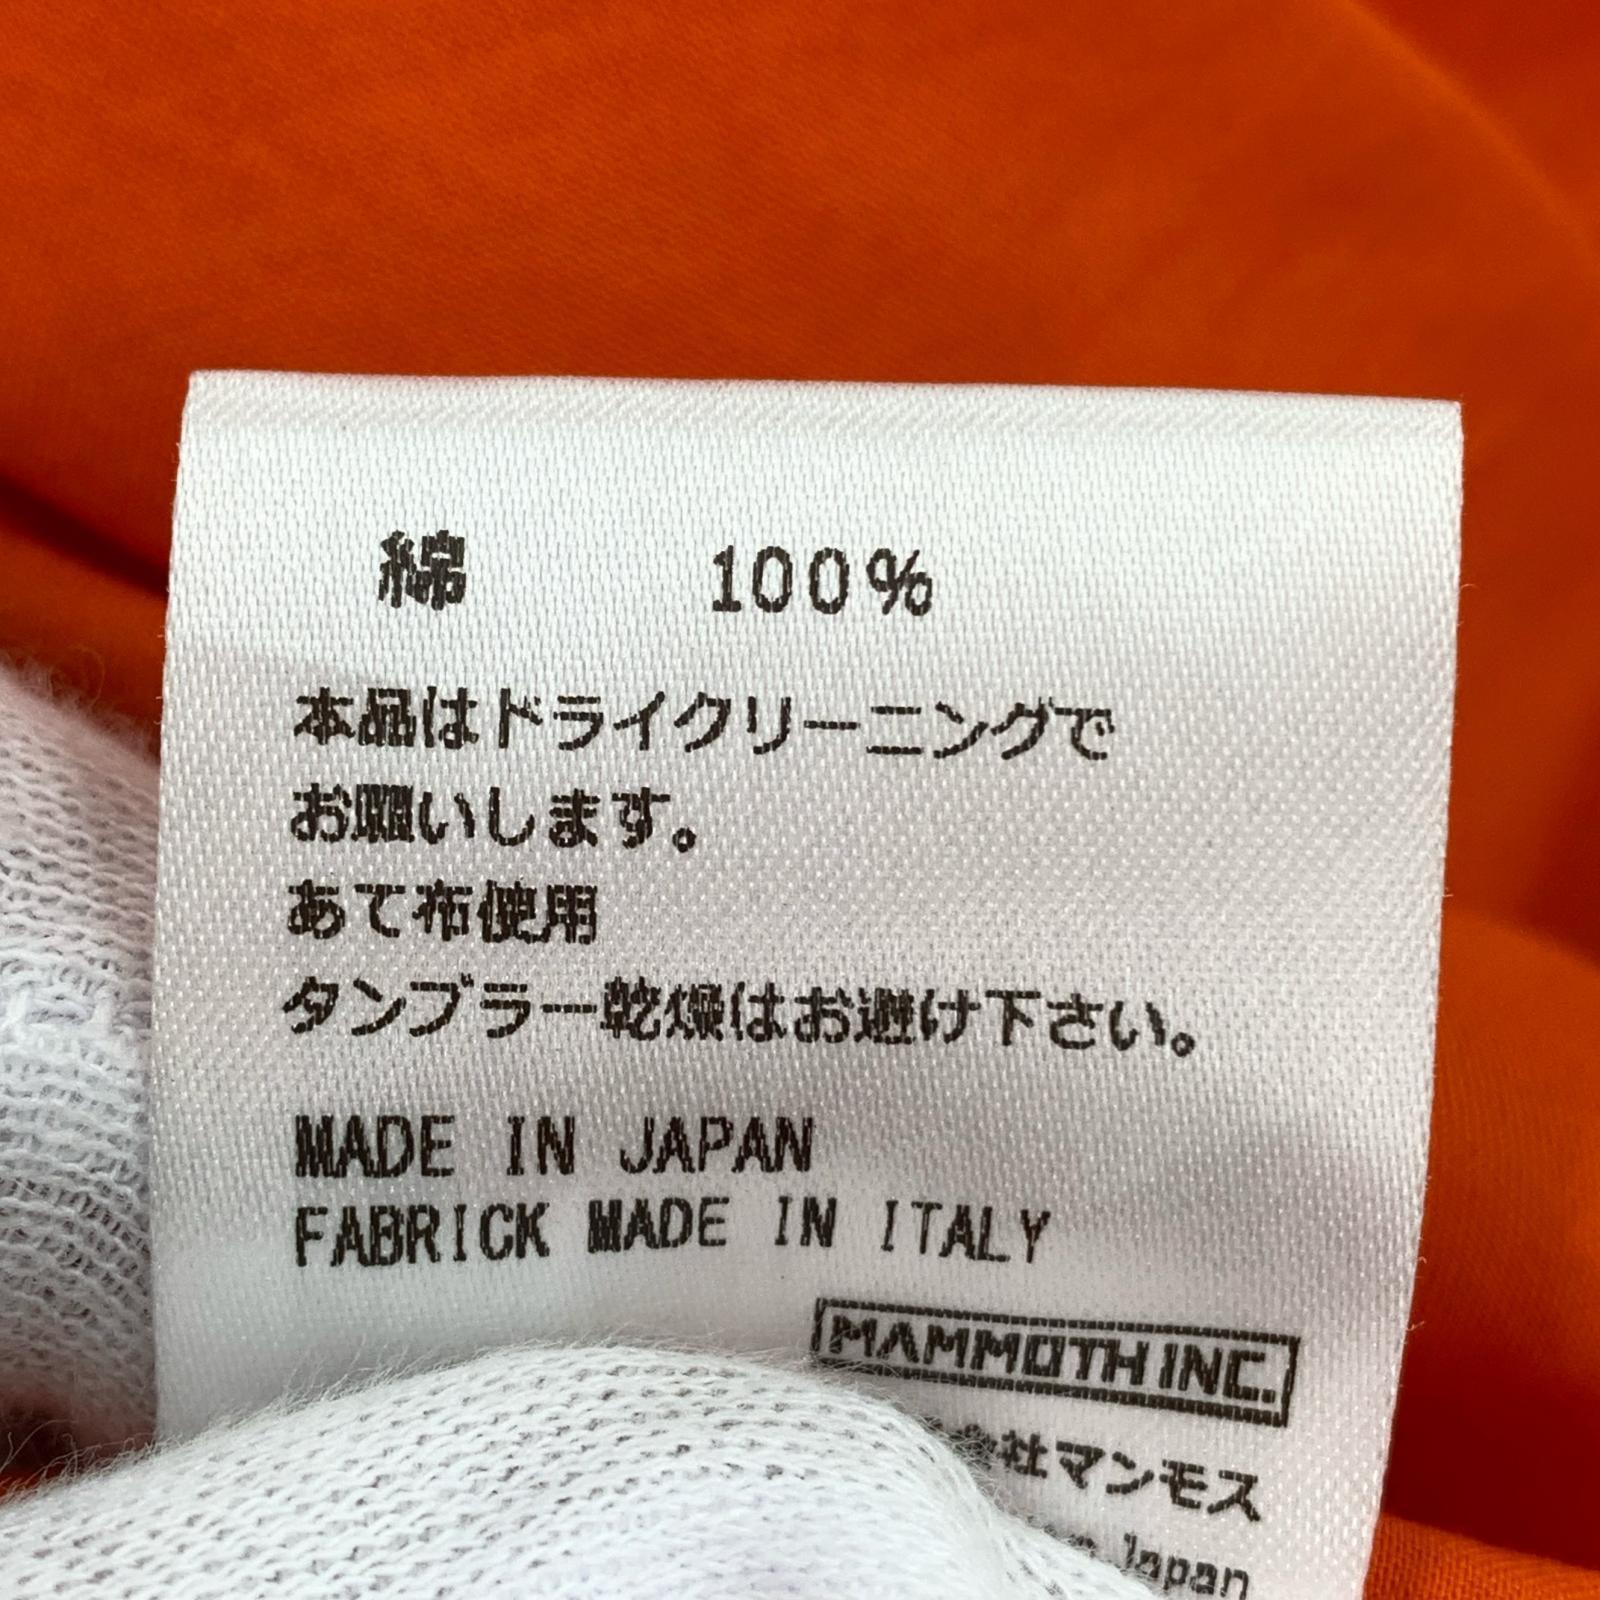 綿 100%
本品はドライクリーニングで
お願いします。
あて布使用
タンブラー乾燥はお避け下さい。
MADE IN JAPAN
FABRICK MADE IN ITALY
MAMMOTH INC.
会社マンモス
Japan